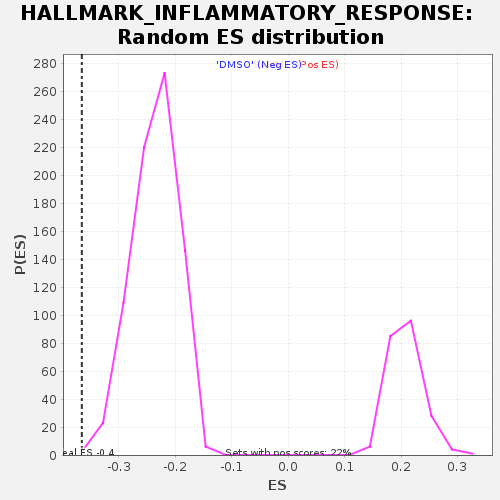 HALLMARK_INFLAMMATORY_RESPONSE:
Random ES distribution
'DMSO' (Neg ES) Pos ES)
280
260
240
220
200
180
160
140
120
100
80
60
40
20
0
P(ES)
eal ES -0.4
Sets with pos scores: 22%
-0.3 -0.2 -0.1 0.0 0.1 0.2 0.3
ES